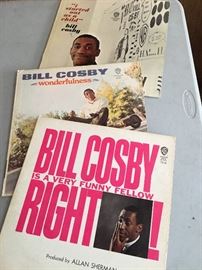 "i
started out
as a
child"
bill
cosby
BILL COSBY
wonderfulness
BILL COSBY
IS A VERY FUNNY FELLOW
RIGHT!
Produced by ALLAN SHERMAN